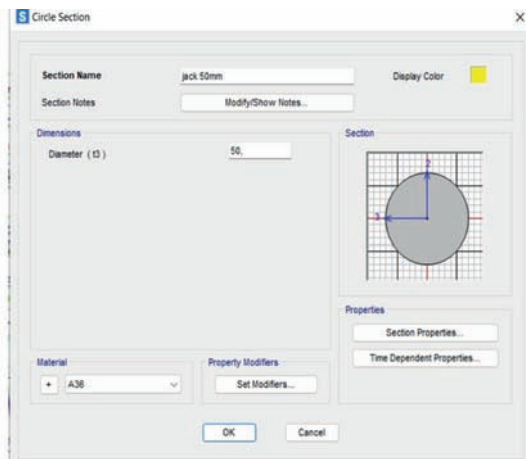 S Circle Section X
Section Name jack 50mm Display Color
Section Notes Modify/Show Notes...
Dimensions Section
Diameter ( t3 ) 50,
2
3
Properties
Section Properties...
Time Dependent Properties...
Material Property Modifiers
+ A36 Set Modifiers...
OK Cancel